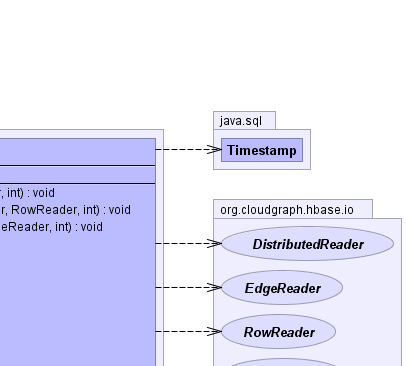 java.sql
Timestamp
, int) : void
r, RowReader, int) : void
eReader, int) : void
org.cloudgraph.hbase.io
DistributedReader
EdgeReader
RowReader